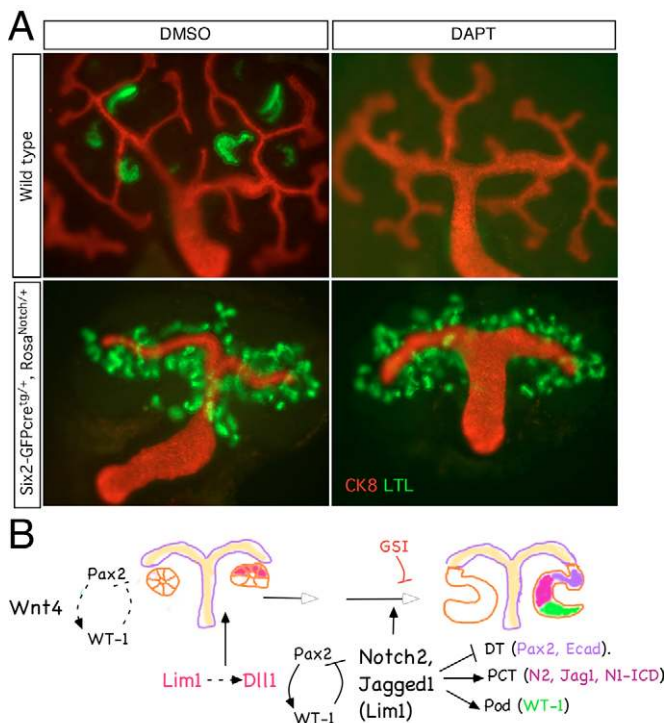 A
DMSO
DAPT
Wild type
Six2-GFPcre^tg/+, Rosa^Notch/+
CK8 LTL
B
GSI
Wnt4
Pax2
WT-1
Lim1
Dll1
Pax2
WT-1
Notch2,
Jagged1
(Lim1)
DT (Pax2, Ecad).
PCT (N2, Jag1, N1-ICD)
Pod (WT-1)